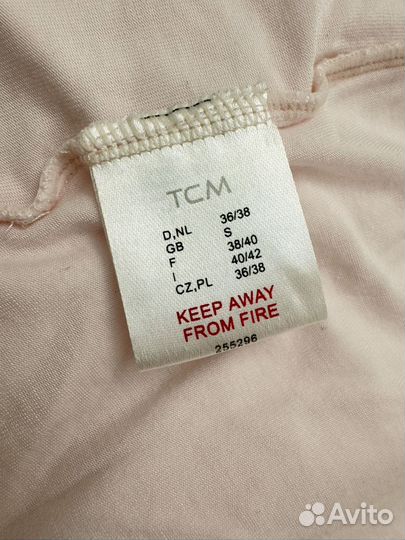 TCM
D,NL 36/38
GB S
F 38/40
I 40/42
CZ,PL 36/38
KEEP AWAY
FROM FIRE
255296
Avito